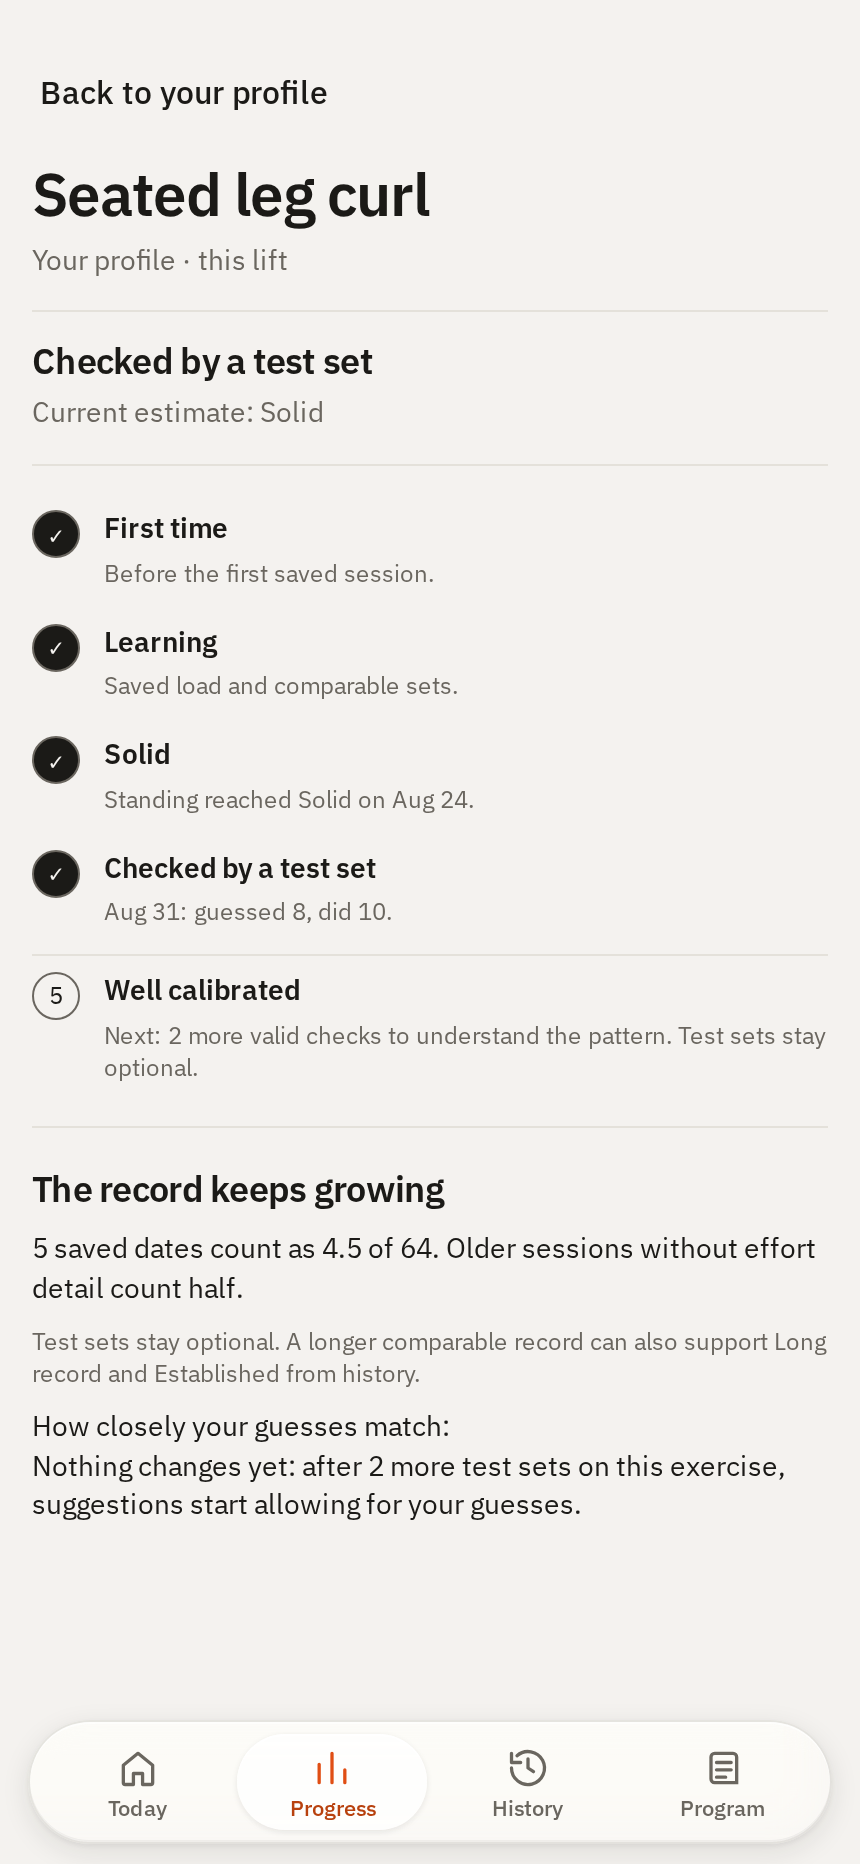 Back to your profile
Seated leg curl
Your profile · this lift
Checked by a test set
Current estimate: Solid
✓ First time
Before the first saved session.
✓ Learning
Saved load and comparable sets.
✓ Solid
Standing reached Solid on Aug 24.
✓ Checked by a test set
Aug 31: guessed 8, did 10.
5 Well calibrated
Next: 2 more valid checks to understand the pattern. Test sets stay
optional.
The record keeps growing
5 saved dates count as 4.5 of 64. Older sessions without effort
detail count half.
Test sets stay optional. A longer comparable record can also support Long
record and Established from history.
How closely your guesses match:
Nothing changes yet: after 2 more test sets on this exercise,
suggestions start allowing for your guesses.
Today Progress History Program